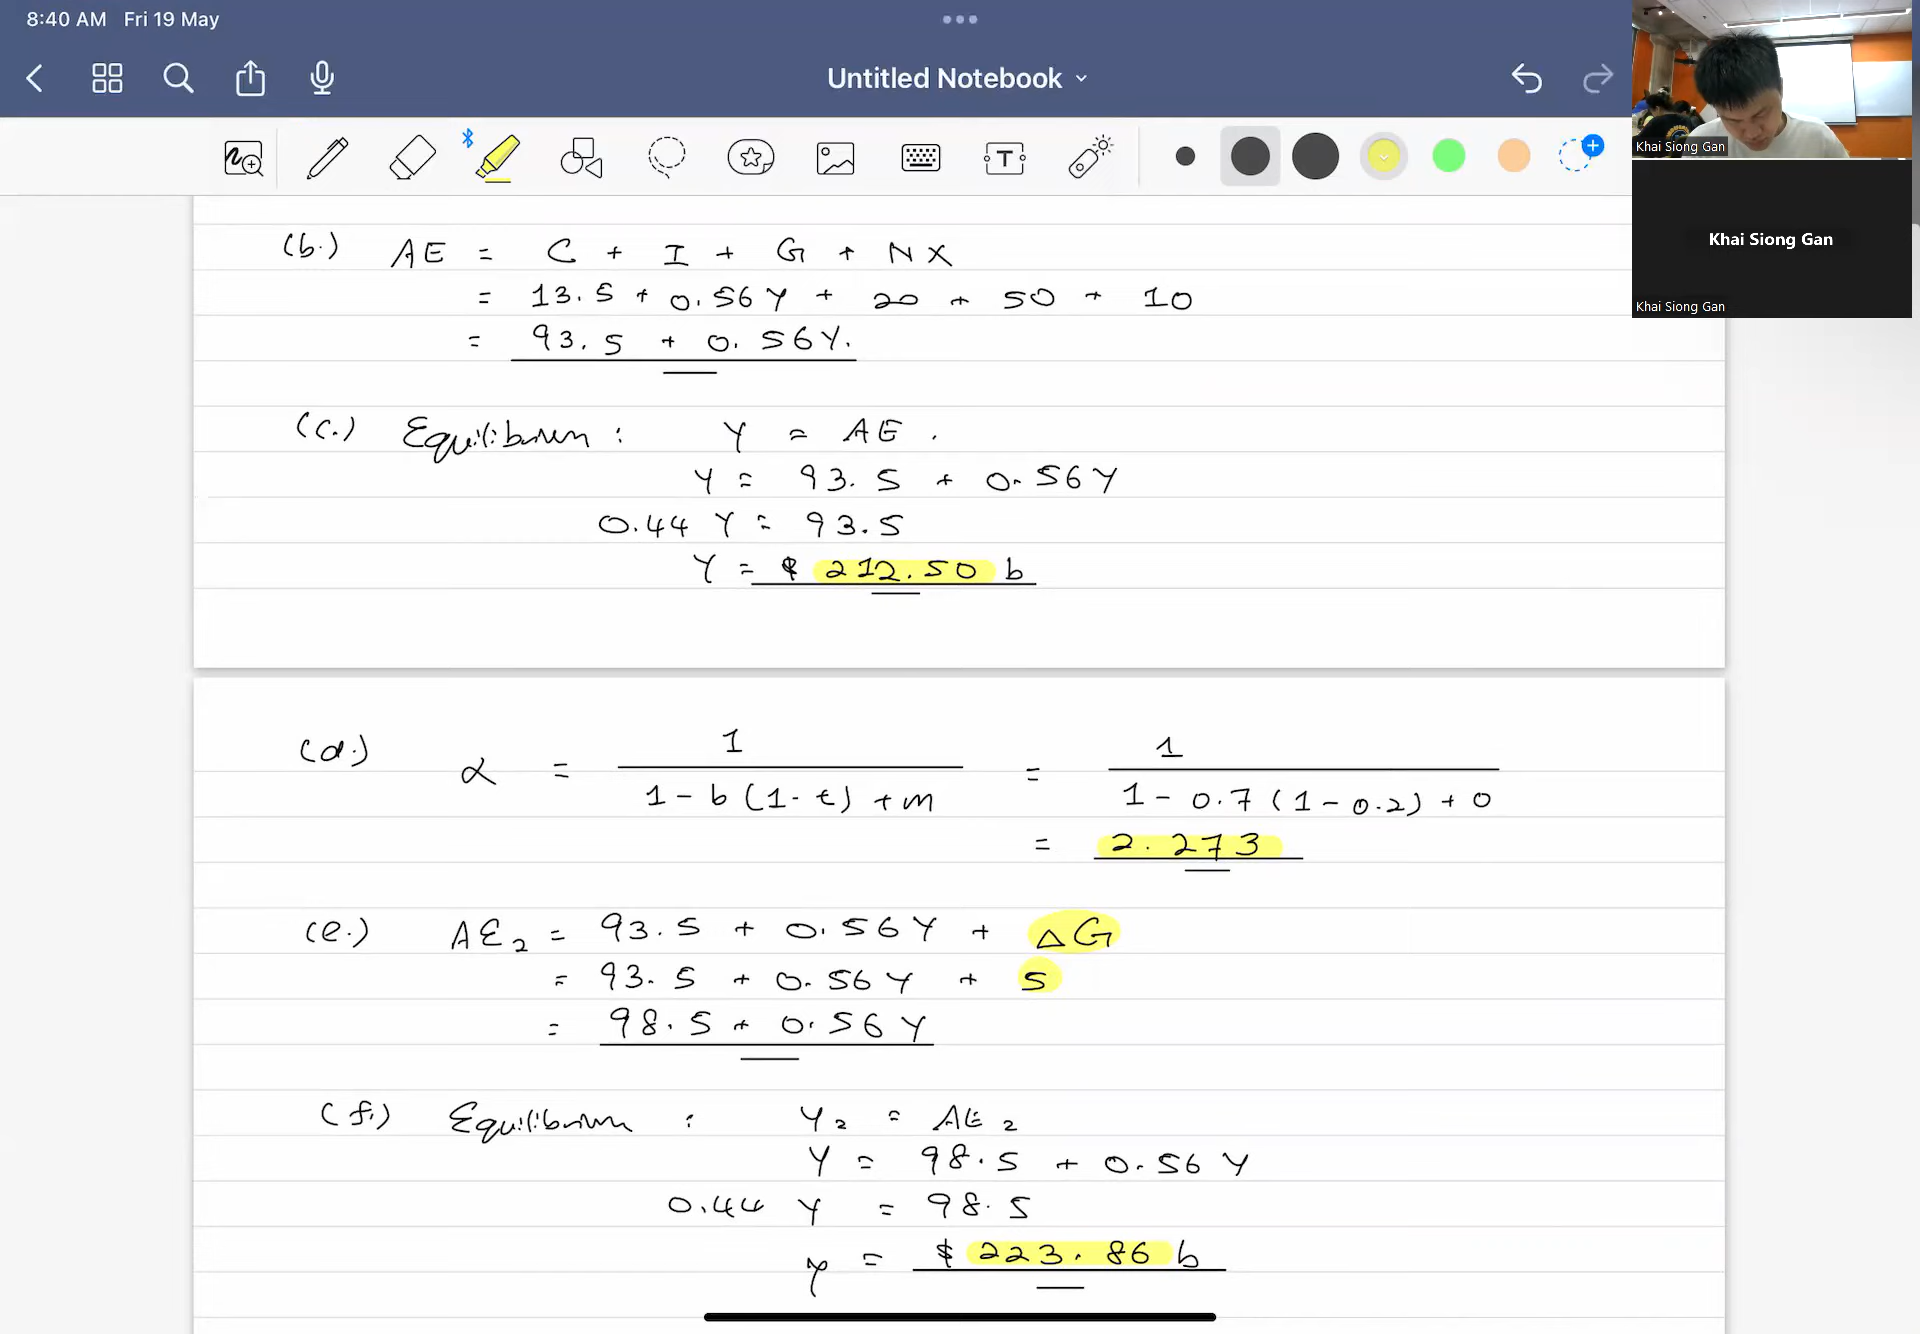 8:40 AM Fri 19 May
Untitled Notebook
T
Khai Siong Gan
Khai Siong Gan
Khai Siong Gan
(b.) AE = C + I + G + NX
= 13.5 + 0.56Y + 20 + 50 + 10
= 93.5 + 0.56Y.
(c.) Equilibrium : Y = AE .
Y = 93.5 + 0.56Y
0.44 Y = 93.5
Y = $ 212.50 b
(d.) α = 1 / 1 - b (1-t) + m = 1 / 1 - 0.7 (1 - 0.2) + 0
= 2.273
(e.) AE₂ = 93.5 + 0.56Y + ΔG
= 93.5 + 0.56Y + 5
= 98.5 + 0.56Y
(f.) Equilibrium : Y₂ = AE₂
Y = 98.5 + 0.56Y
0.44 Y = 98.5
Y = $ 223.86 b